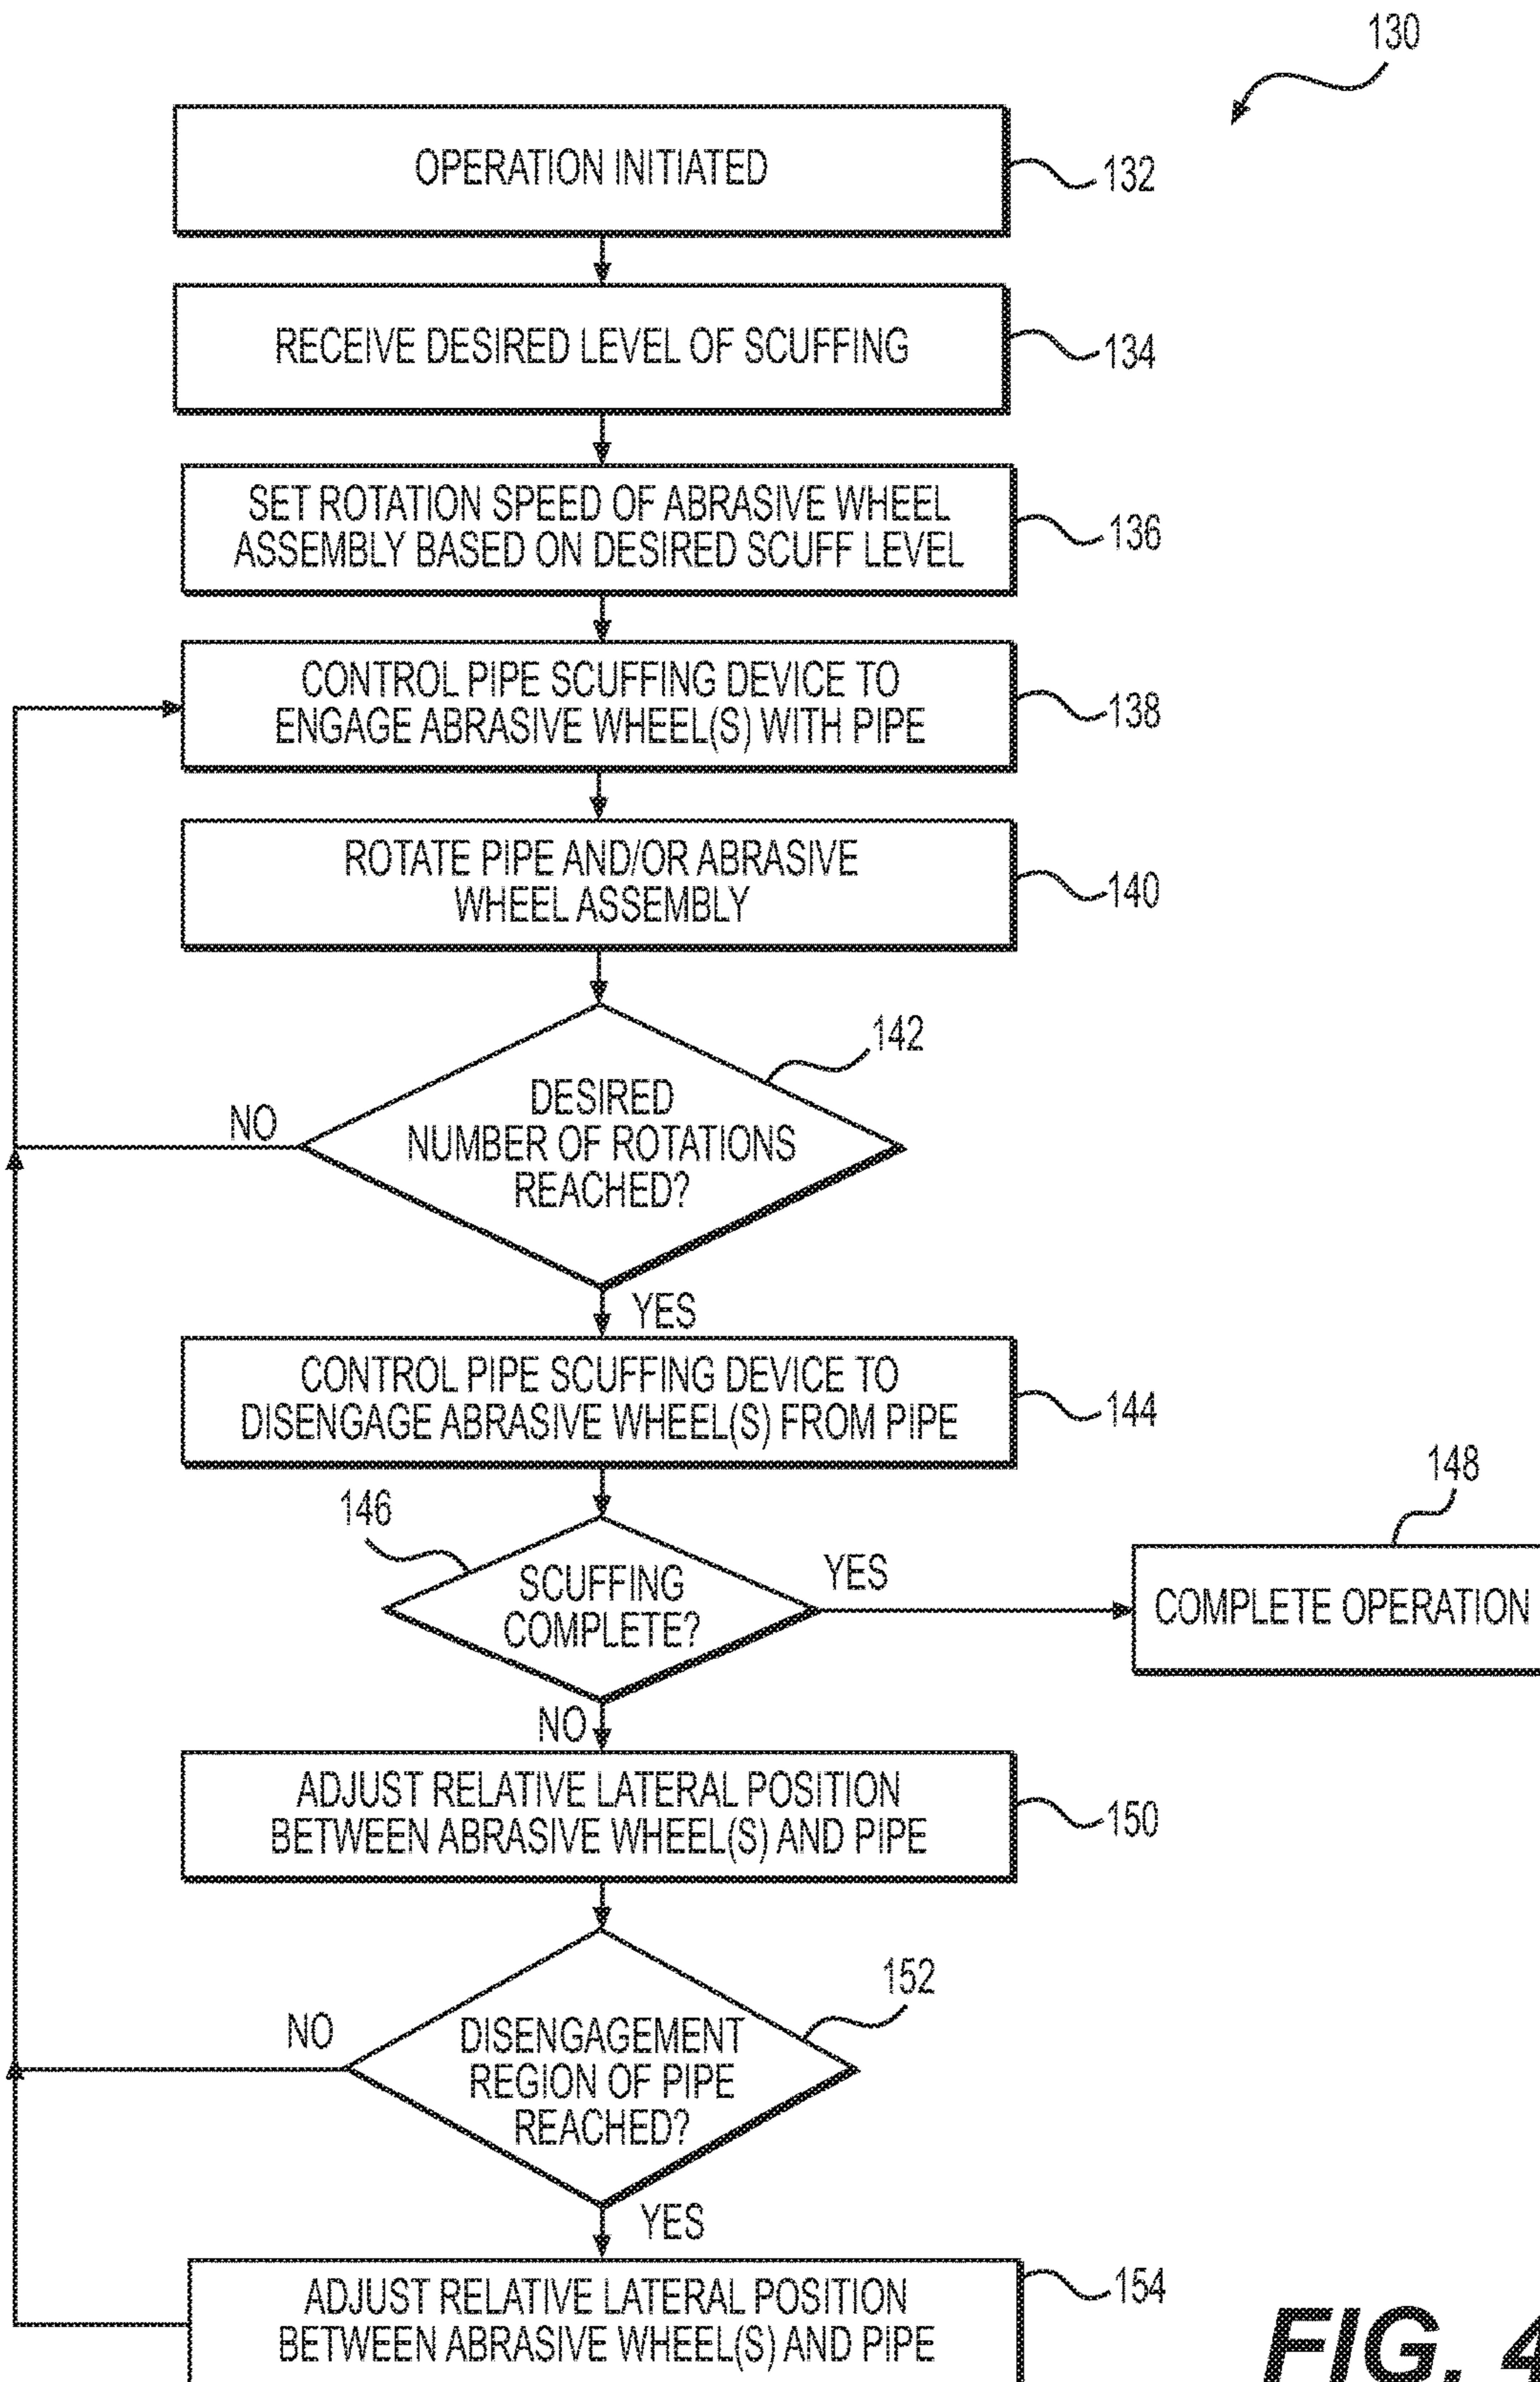 130
OPERATION INITIATED
132
RECEIVE DESIRED LEVEL OF SCUFFING
134
SET ROTATION SPEED OF ABRASIVE WHEEL
ASSEMBLY BASED ON DESIRED SCUFF LEVEL
136
CONTROL PIPE SCUFFING DEVICE TO
ENGAGE ABRASIVE WHEEL(S) WITH PIPE
138
ROTATE PIPE AND/OR ABRASIVE
WHEEL ASSEMBLY
140
142
DESIRED
NUMBER OF ROTATIONS
REACHED?
NO
YES
CONTROL PIPE SCUFFING DEVICE TO
DISENGAGE ABRASIVE WHEEL(S) FROM PIPE
144
146
SCUFFING
COMPLETE?
YES
148
COMPLETE OPERATION
NO
ADJUST RELATIVE LATERAL POSITION
BETWEEN ABRASIVE WHEEL(S) AND PIPE
150
152
DISENGAGEMENT
REGION OF PIPE
REACHED?
NO
YES
ADJUST RELATIVE LATERAL POSITION
BETWEEN ABRASIVE WHEEL(S) AND PIPE
154
FIG. 4